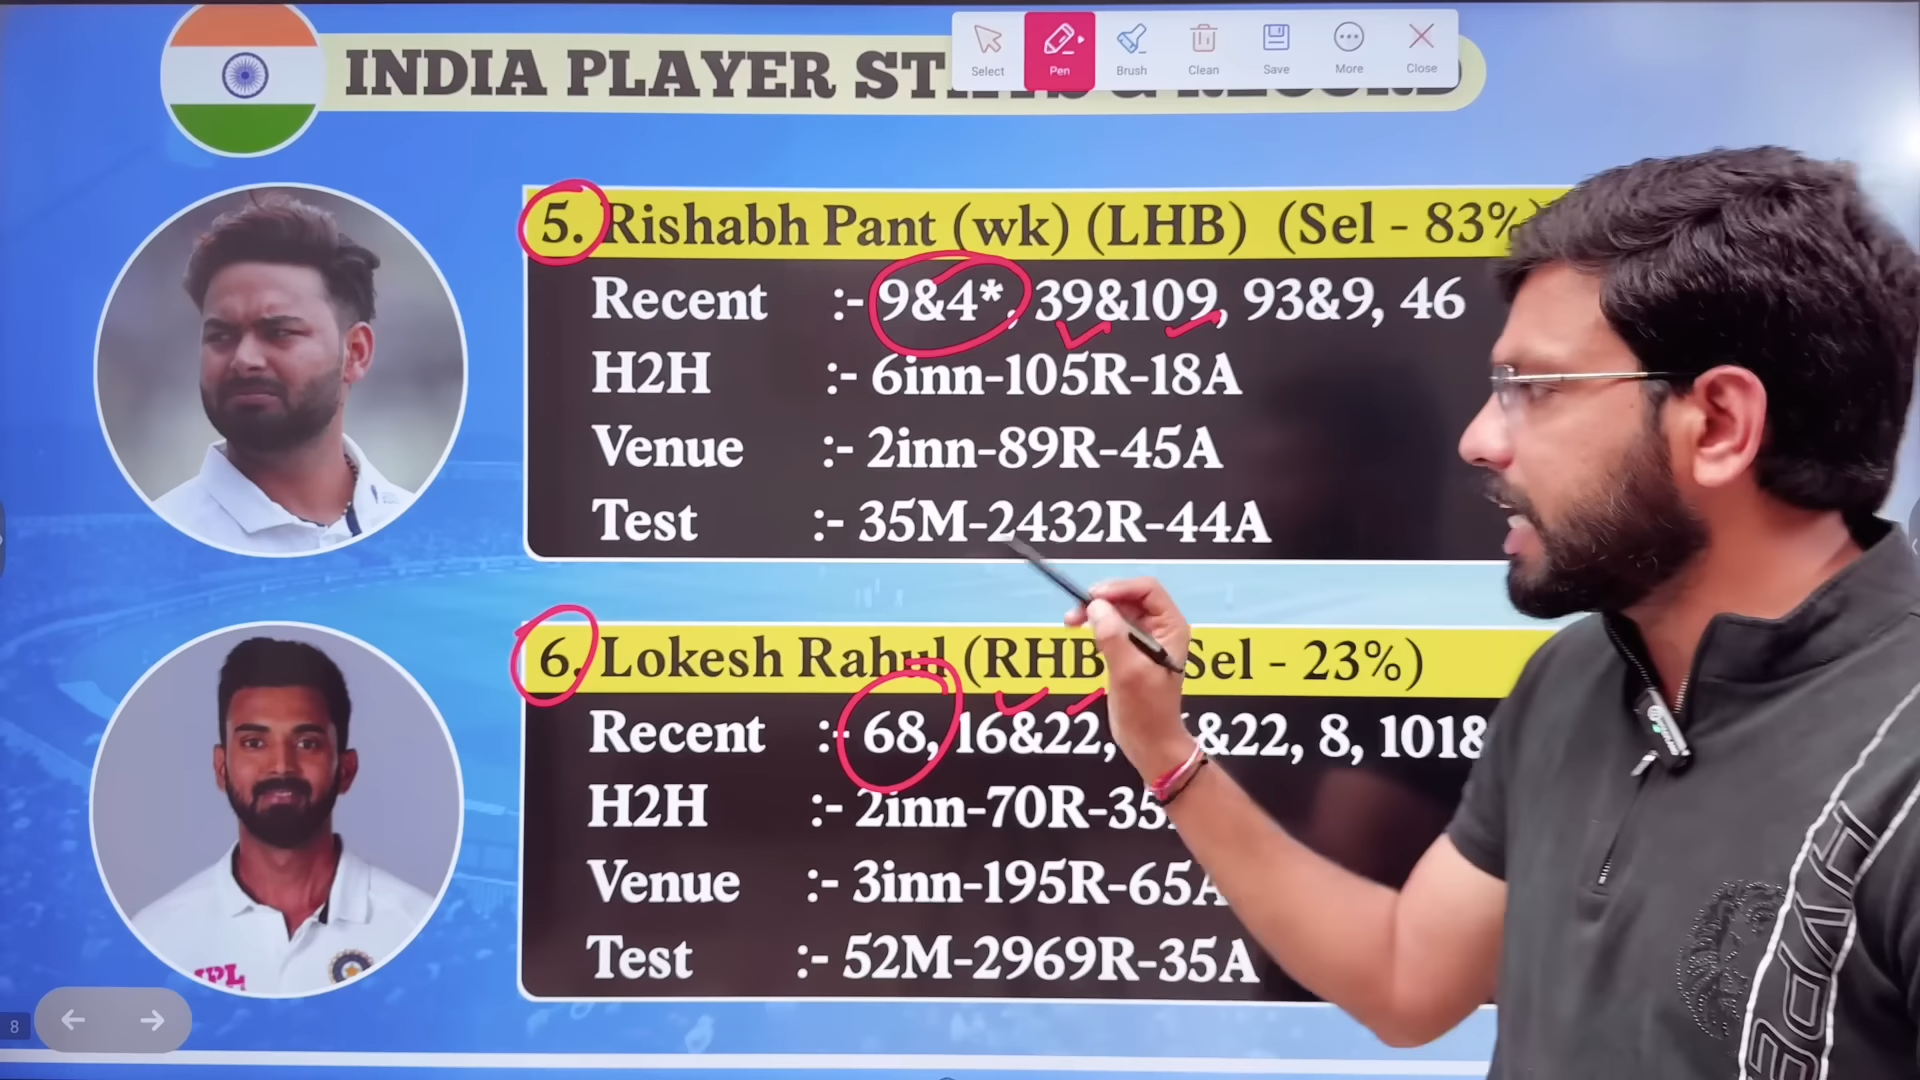 INDIA PLAYER
Select
Pen
Brush
Clean
Save
More
Close
5. Rishabh Pant (wk) (LHB) (Sel - 83%)
Recent :- 9&4*, 39&109, 93&9, 46
H2H :- 6inn-105R-18A
Venue :- 2inn-89R-45A
Test :- 35M-2432R-44A
6. Lokesh Rahul (RHB) Sel - 23%)
Recent :- 68, 16&22, &22, 8, 101&
H2H :- 2inn-70R-35
Venue :- 3inn-195R-65A
Test :- 52M-2969R-35A
8
HYPE